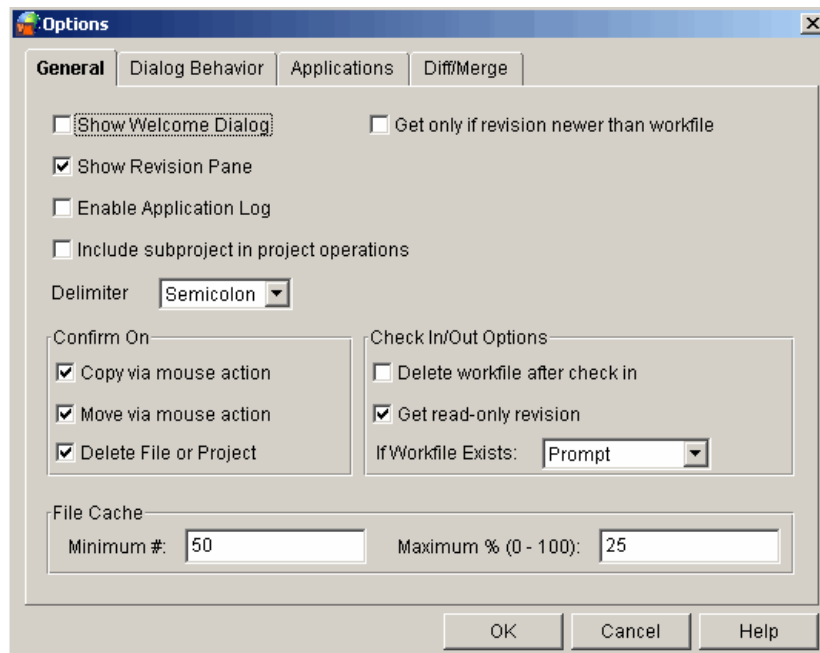 Options
General Dialog Behavior Applications Diff/Merge
Show Welcome Dialog Get only if revision newer than workfile
Show Revision Pane
Enable Application Log
Include subproject in project operations
Delimiter Semicolon
Confirm On
Copy via mouse action
Move via mouse action
Delete File or Project
Check In/Out Options
Delete workfile after check in
Get read-only revision
If Workfile Exists: Prompt
File Cache
Minimum #: 50 Maximum % (0 - 100): 25
OK Cancel Help